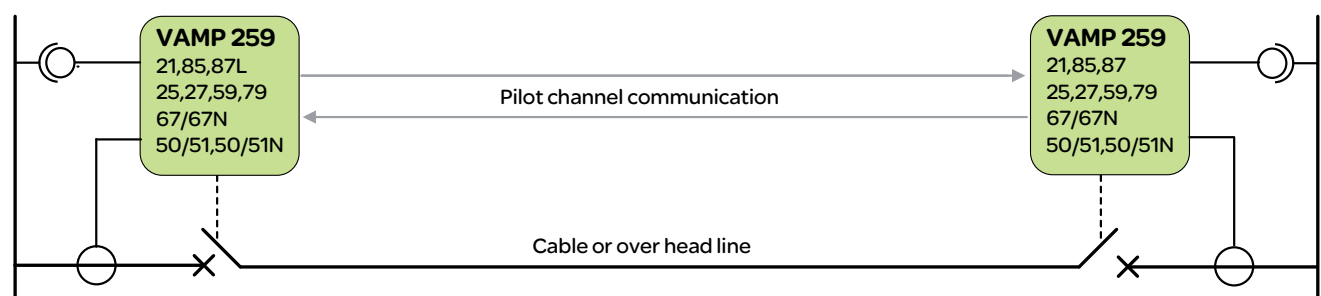 VAMP 259
21,85,87L
25,27,59,79
67/67N
50/51,50/51N
Pilot channel communication
VAMP 259
21,85,87
25,27,59,79
67/67N
50/51,50/51N
Cable or over head line